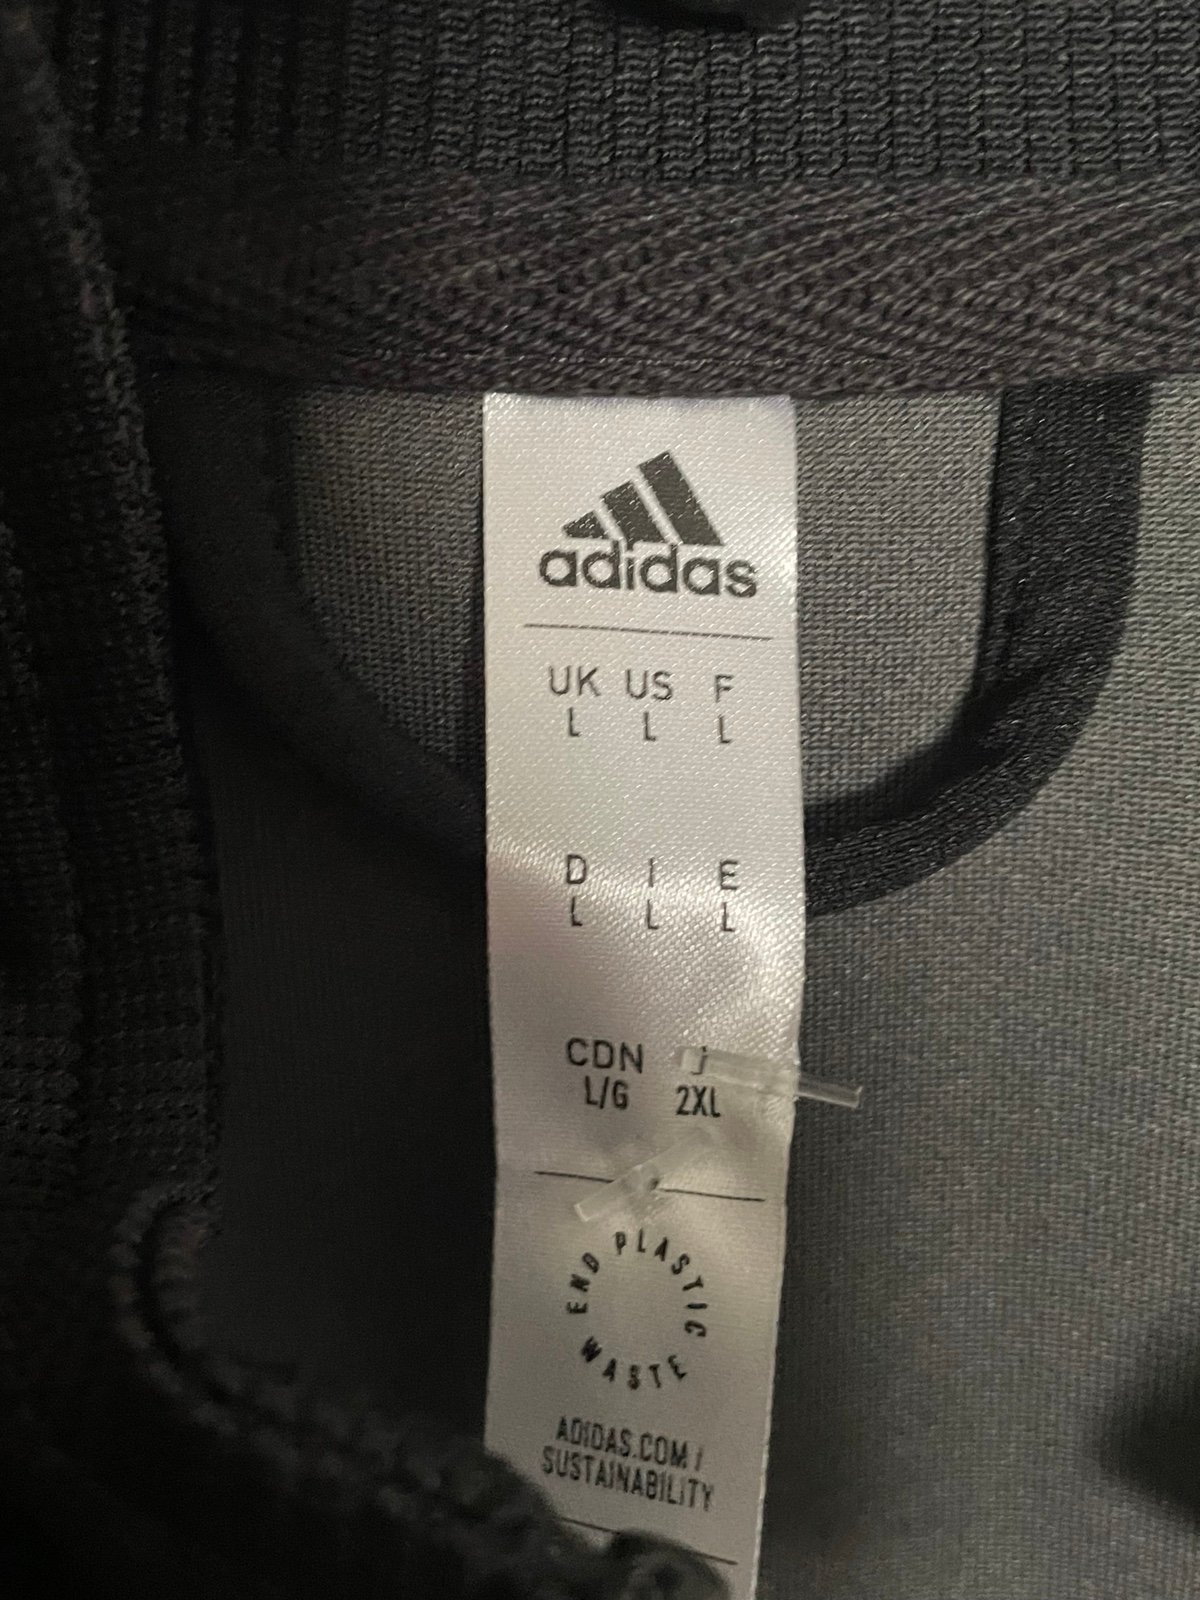 adidas
UK US F
L L L
D I E
L L L
CDN J
L/G 2XL
END PLASTIC WASTE
ADIDAS.COM/
SUSTAINABILITY